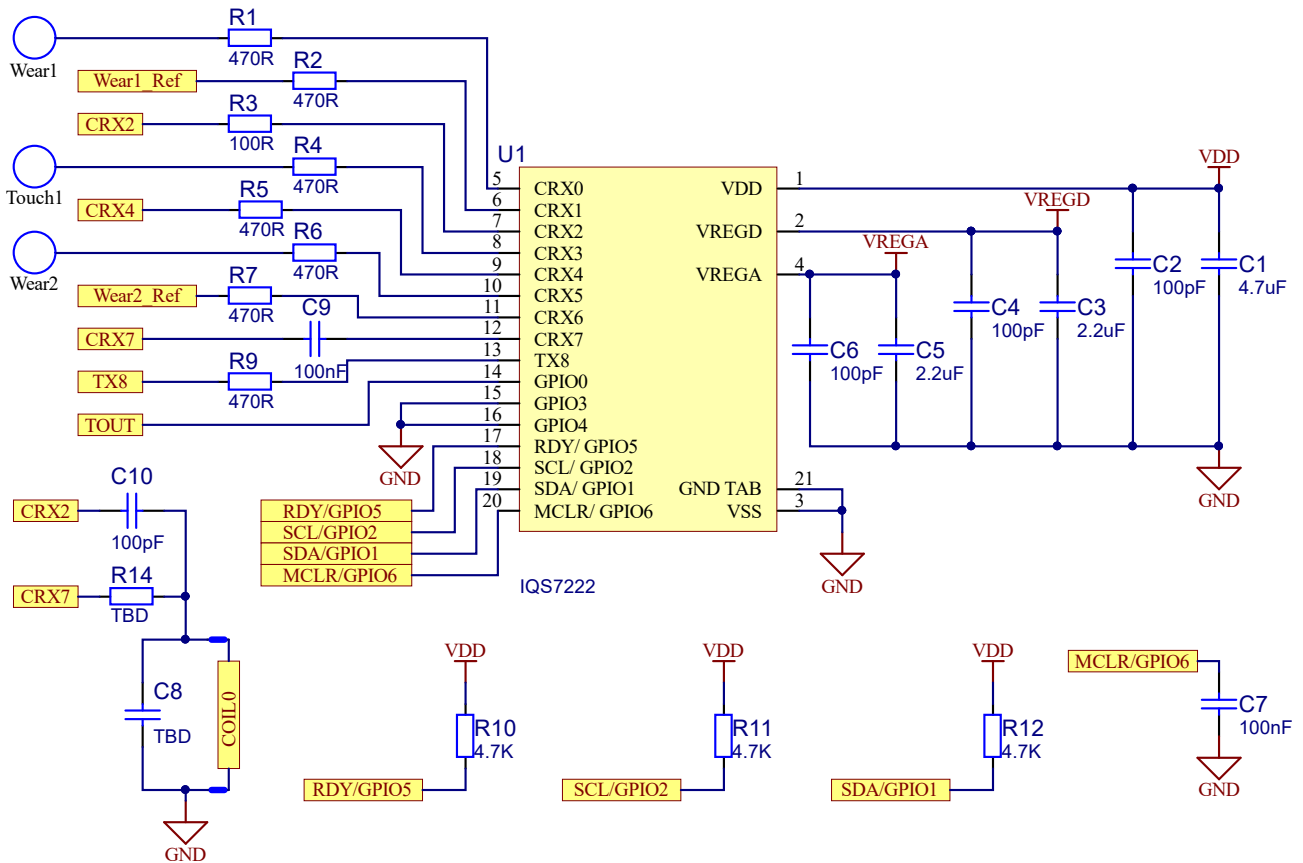 R1
470R
Wear1
R2
Wear1_Ref
470R
R3
CRX2
100R
R4
Touch1
470R
R5
CRX4
470R
R6
Wear2
470R
R7
Wear2_Ref
470R
C9
CRX7
100nF
R9
TX8
470R
TOUT
GND
U1
5 CRX0
6 CRX1
7 CRX2
8 CRX3
9 CRX4
10 CRX5
11 CRX6
12 CRX7
13 TX8
14 GPIO0
15 GPIO3
16 GPIO4
17 RDY/ GPIO5
18 SCL/ GPIO2
19 SDA/ GPIO1
20 MCLR/ GPIO6
VDD 1
VREGD 2
VREGA 4
GND TAB 21
VSS 3
IQS7222
GND
VDD
VREGD
VREGA
C2
100pF
C1
4.7uF
C4
100pF
C3
2.2uF
C6
100pF
C5
2.2uF
GND
RDY/GPIO5
SCL/GPIO2
SDA/GPIO1
MCLR/GPIO6
C10
CRX2
100pF
R14
CRX7
TBD
C8
TBD
COIL0
GND
VDD
R10
4.7K
RDY/GPIO5
VDD
R11
4.7K
SCL/GPIO2
VDD
R12
4.7K
SDA/GPIO1
MCLR/GPIO6
C7
100nF
GND